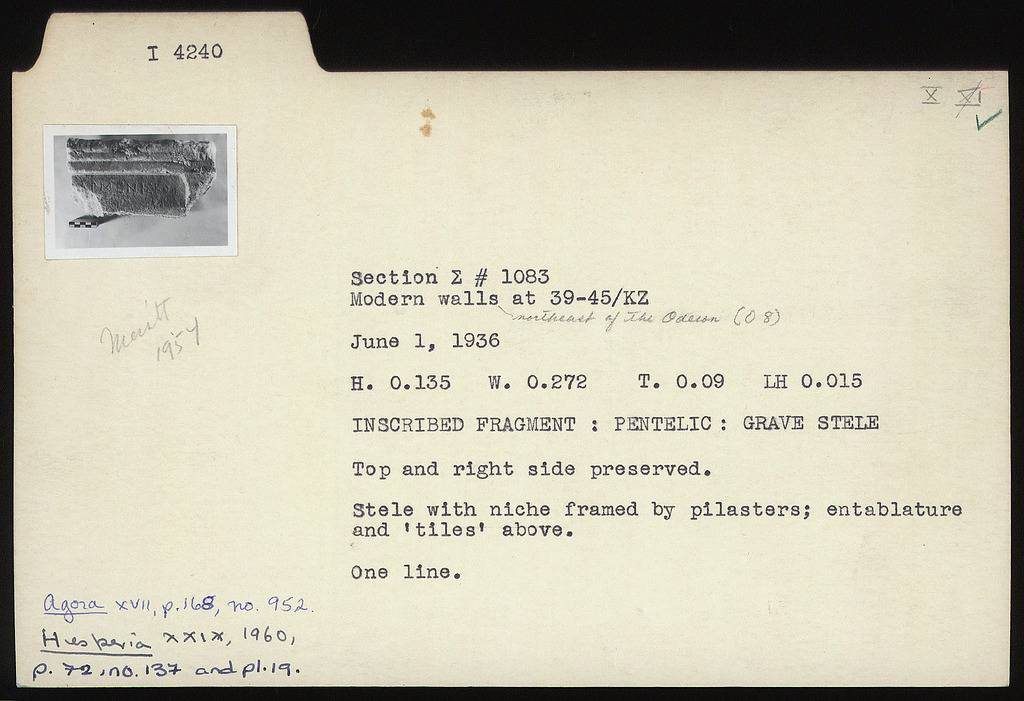 I 4240
X XI
Section Σ # 1083
Modern walls at 39-45/KZ
northeast of the Odeion (O 8)
June 1, 1936
H. 0.135 W. 0.272 T. 0.09 LH 0.015
INSCRIBED FRAGMENT : PENTELIC : GRAVE STELE
Top and right side preserved.
Stele with niche framed by pilasters; entablature
and 'tiles' above.
One line.
Meritt
1954
Agora XVII, p.168, no. 952.
Hesperia XXIX, 1960,
p. 72, no. 137 and pl. 19.